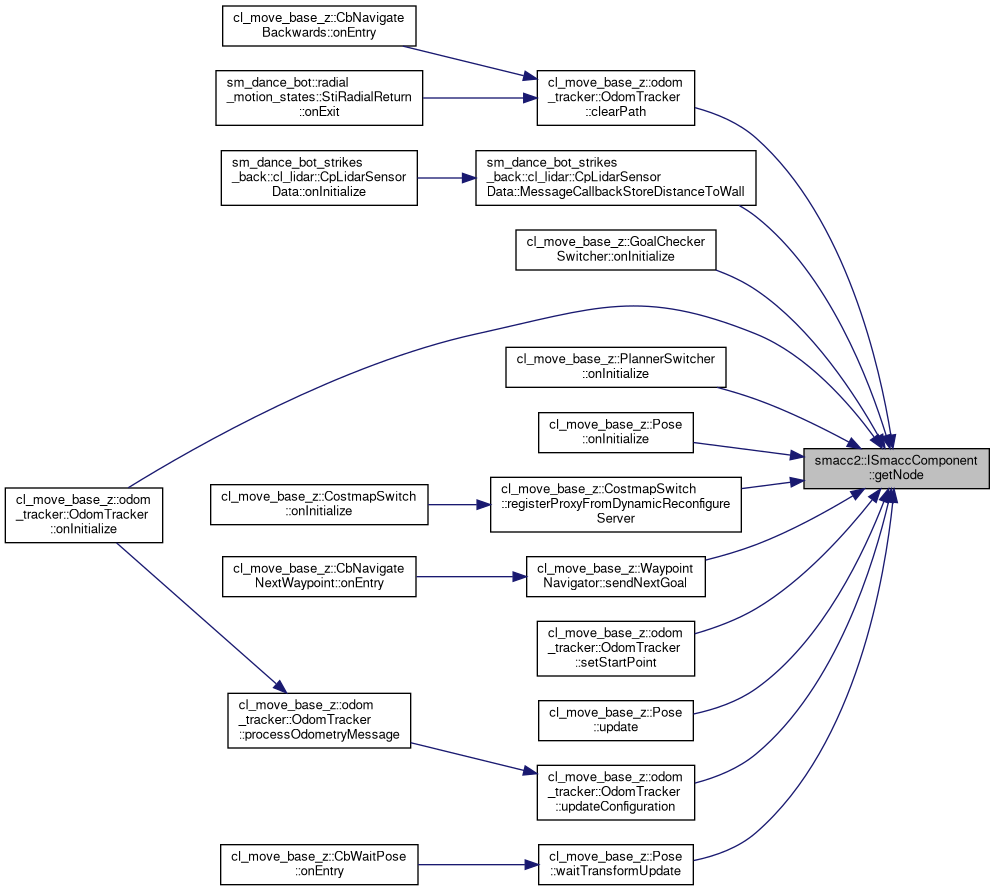 cl_move_base_z::CbNavigate
Backwards::onEntry
sm_dance_bot::radial
_motion_states::StiRadialReturn
::onExit
cl_move_base_z::odom
_tracker::OdomTracker
::clearPath
sm_dance_bot_strikes
_back::cl_lidar::CpLidarSensor
Data::onInitialize
sm_dance_bot_strikes
_back::cl_lidar::CpLidarSensor
Data::MessageCallbackStoreDistanceToWall
cl_move_base_z::GoalChecker
Switcher::onInitialize
cl_move_base_z::PlannerSwitcher
::onInitialize
cl_move_base_z::Pose
::onInitialize
smacc2::ISmaccComponent
::getNode
cl_move_base_z::odom
_tracker::OdomTracker
::onInitialize
cl_move_base_z::CostmapSwitch
::onInitialize
cl_move_base_z::CostmapSwitch
::registerProxyFromDynamicReconfigure
Server
cl_move_base_z::CbNavigate
NextWaypoint::onEntry
cl_move_base_z::Waypoint
Navigator::sendNextGoal
cl_move_base_z::odom
_tracker::OdomTracker
::setStartPoint
cl_move_base_z::odom
_tracker::OdomTracker
::processOdometryMessage
cl_move_base_z::Pose
::update
cl_move_base_z::odom
_tracker::OdomTracker
::updateConfiguration
cl_move_base_z::CbWaitPose
::onEntry
cl_move_base_z::Pose
::waitTransformUpdate